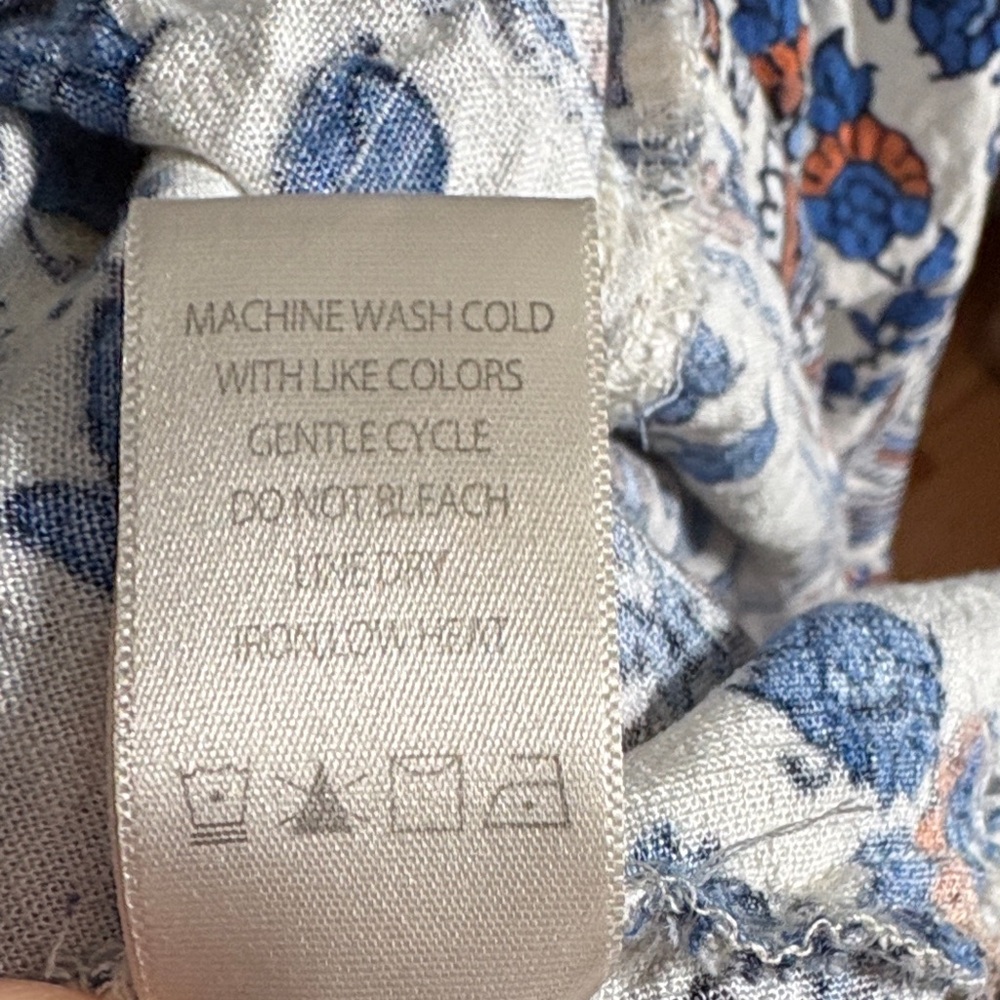 MACHINE WASH COLD
WITH LIKE COLORS
GENTLE CYCLE
DO NOT BLEACH
LINE DRY
IRON LOW HEAT